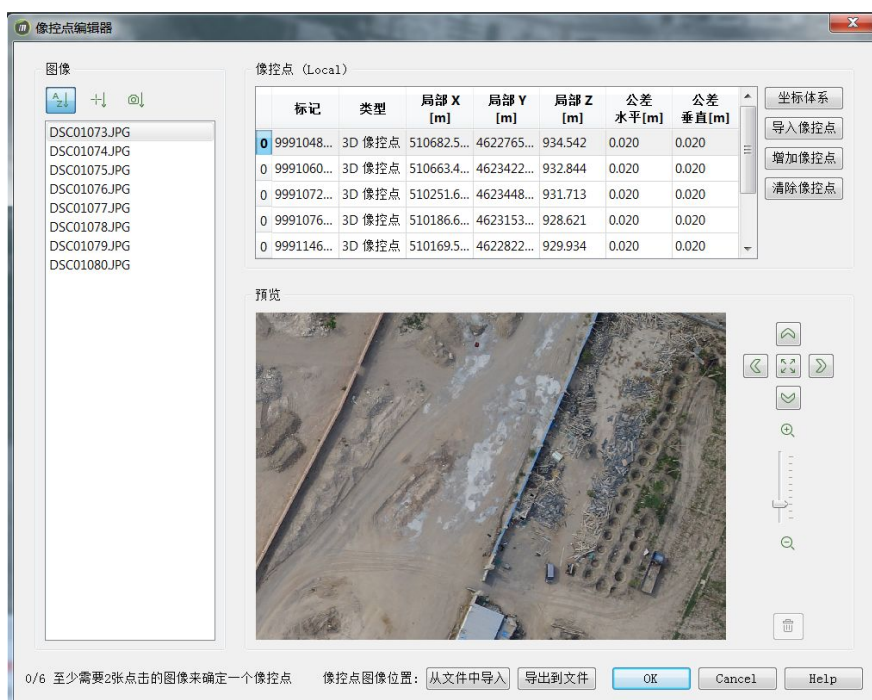 像控点编辑器
图像
DSC01073.JPG
DSC01074.JPG
DSC01075.JPG
DSC01076.JPG
DSC01077.JPG
DSC01078.JPG
DSC01079.JPG
DSC01080.JPG
像控点 (Local)
标记 类型 局部 X [m] 局部 Y [m] 局部 Z [m] 公差 水平[m] 公差 垂直[m]
0 9991048... 3D 像控点 510682.5... 4622765... 934.542 0.020 0.020
0 9991060... 3D 像控点 510663.4... 4623422... 932.844 0.020 0.020
0 9991072... 3D 像控点 510251.6... 4623448... 931.713 0.020 0.020
0 9991076... 3D 像控点 510186.6... 4623153... 928.621 0.020 0.020
0 9991146... 3D 像控点 510169.5... 4622822... 929.934 0.020 0.020
坐标体系
导入像控点
增加像控点
清除像控点
预览
0/6 至少需要2张点击的图像来确定一个像控点 像控点图像位置: 从文件中导入 导出到文件 OK Cancel Help